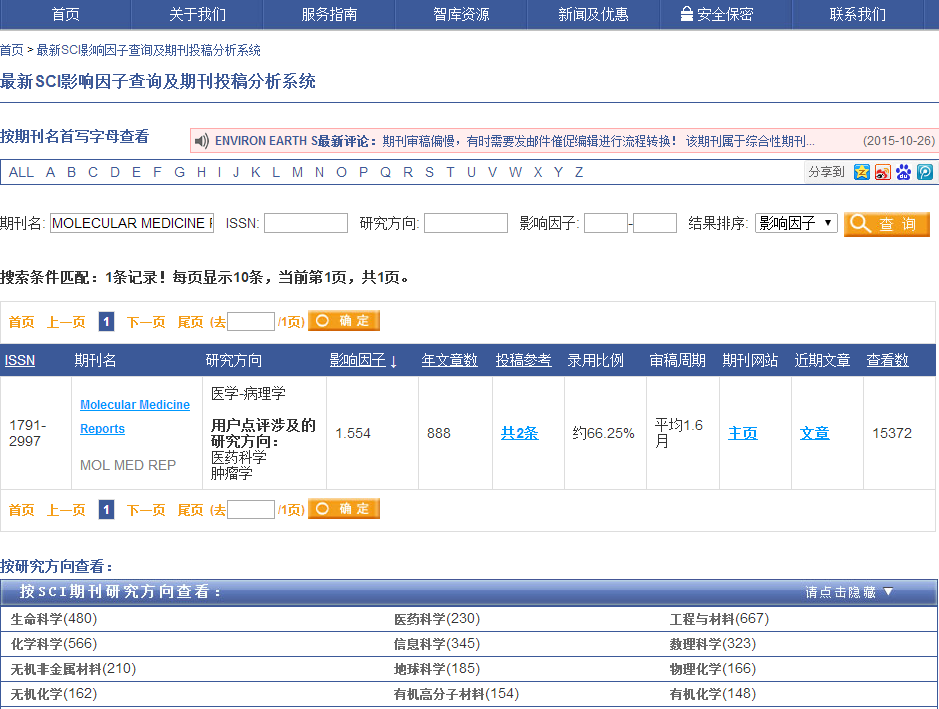 首页 关于我们 服务指南 智库资源 新闻及优惠 安全保密 联系我们
首页 > 最新SCI影响因子查询及期刊投稿分析系统
最新SCI影响因子查询及期刊投稿分析系统
按期刊名首写字母查看
ENVIRON EARTH S最新评论：期刊审稿偏慢，有时需要发邮件催促编辑进行流程转换！ 该期刊属于综合性期刊... (2015-10-26)
ALL A B C D E F G H I J K L M N O P Q R S T U V W X Y Z 分享到
期刊名: MOLECULAR MEDICINE ISSN: 研究方向: 影响因子: - 结果排序: 影响因子 查 询
搜索条件匹配：1条记录！每页显示10条，当前第1页，共1页。
首页 上一页 1 下一页 尾页 (去 /1页) 确 定
ISSN 期刊名 研究方向 影响因子↓ 年文章数 投稿参考 录用比例 审稿周期 期刊网站 近期文章 查看数
1791-2997 Molecular Medicine Reports MOL MED REP 医学-病理学 用户点评涉及的研究方向： 医药科学 肿瘤学 1.554 888 共2条 约66.25% 平均1.6月 主页 文章 15372
首页 上一页 1 下一页 尾页 (去 /1页) 确 定
按研究方向查看：
按SCI期刊研究方向查看： 请点击隐藏▼
生命科学(480) 医药科学(230) 工程与材料(667)
化学科学(566) 信息科学(345) 数理科学(323)
无机非金属材料(210) 地球科学(185) 物理化学(166)
无机化学(162) 有机高分子材料(154) 有机化学(148)